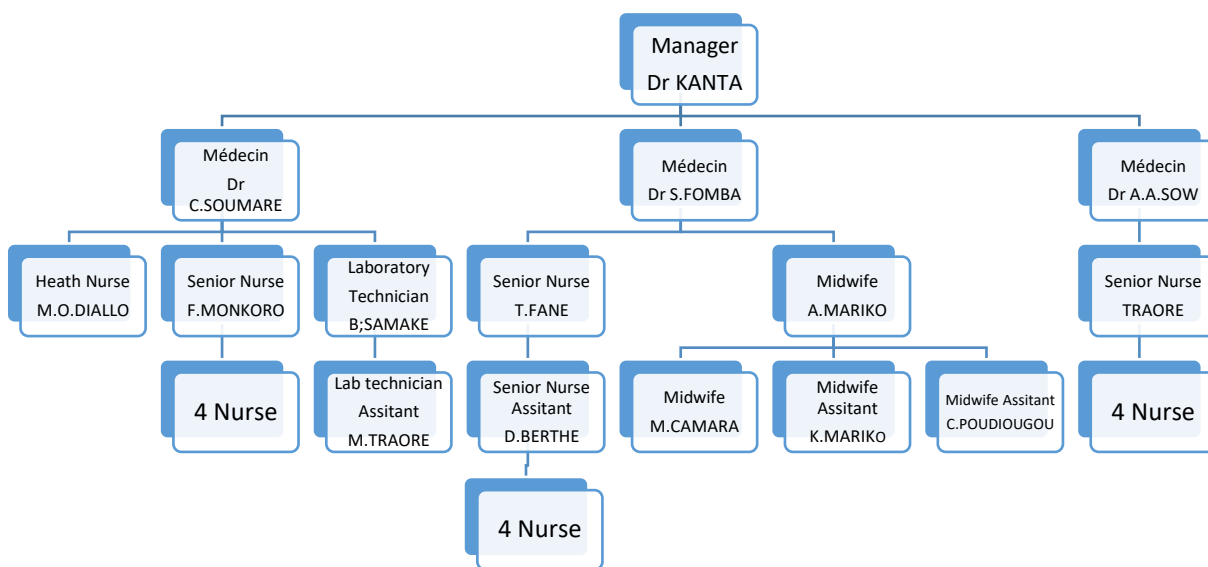 Manager
Dr KANTA
Médecin
Dr
C.SOUMARE
Médecin
Dr S.FOMBA
Médecin
Dr A.A.SOW
Heath Nurse
M.O.DIALLO
Senior Nurse
F.MONKORO
Laboratory
Technician
B;SAMAKE
Senior Nurse
T.FANE
Midwife
A.MARIKO
Senior Nurse
TRAORE
4 Nurse
Lab technician
Assitant
M.TRAORE
Senior Nurse
Assitant
D.BERTHE
Midwife
M.CAMARA
Midwife
Assitant
K.MARIKO
Midwife Assitant
C.POUDIOUGOU
4 Nurse
4 Nurse